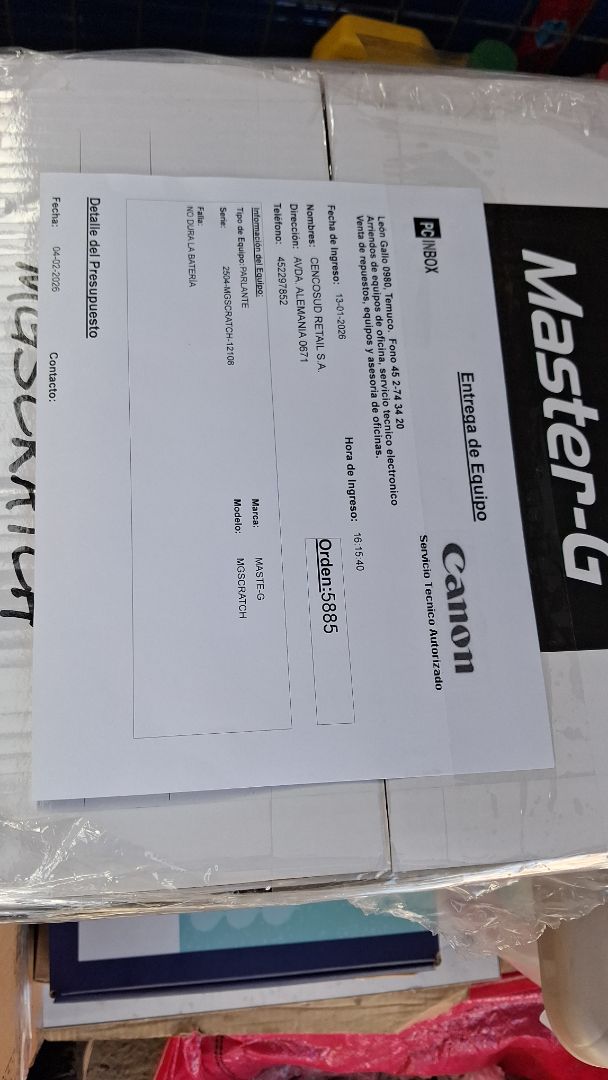 Master-G
Entrega de Equipo
PC INBOX
Canon
Servicio Tecnico Autorizado
León Gallo 0980, Temuco. Fono 45 2-74 34 20
Arriendos de equipos de oficina, servicio tecnico electronico
Venta de repuestos, equipos y asesoria de oficinas.
Fecha de Ingreso: 13-01-2026 Hora de Ingreso: 16:15:40
Nombres: CENCOSUD RETAIL S.A. Orden:5885
Dirección: AVDA, ALEMANIA 0671
Teléfono: 452297852
Información del Equipo:
Marca: MASTE-G
Tipo de Equipo: PARLANTE
Modelo: MGSCRATCH
Serie: 2504-MGSCRATCH-12108
Falla:
NO DURA LA BATERIA
Detalle del Presupuesto
Fecha: 04-02-2026 Contacto:
MGSCRATCH